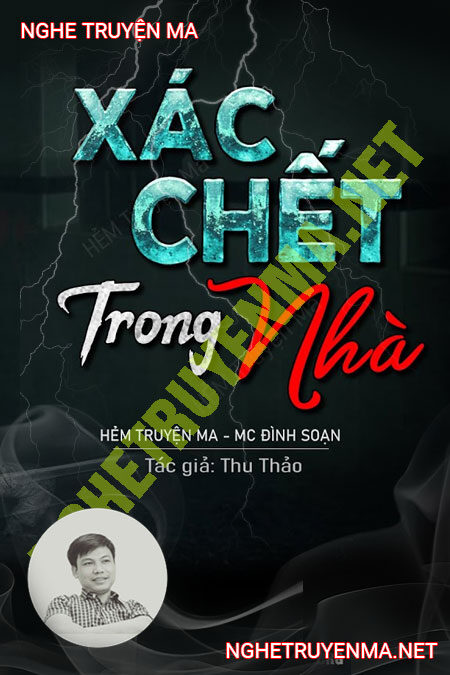 NGHE TRUYỆN MA
XÁC
CHẾT
Trong Nhà
NGHETRUYENMA.NET
HẺM TRUYỆN MA - MC ĐÌNH SOẠN
Tác giả: Thu Thảo
NGHETRUYENMA.NET